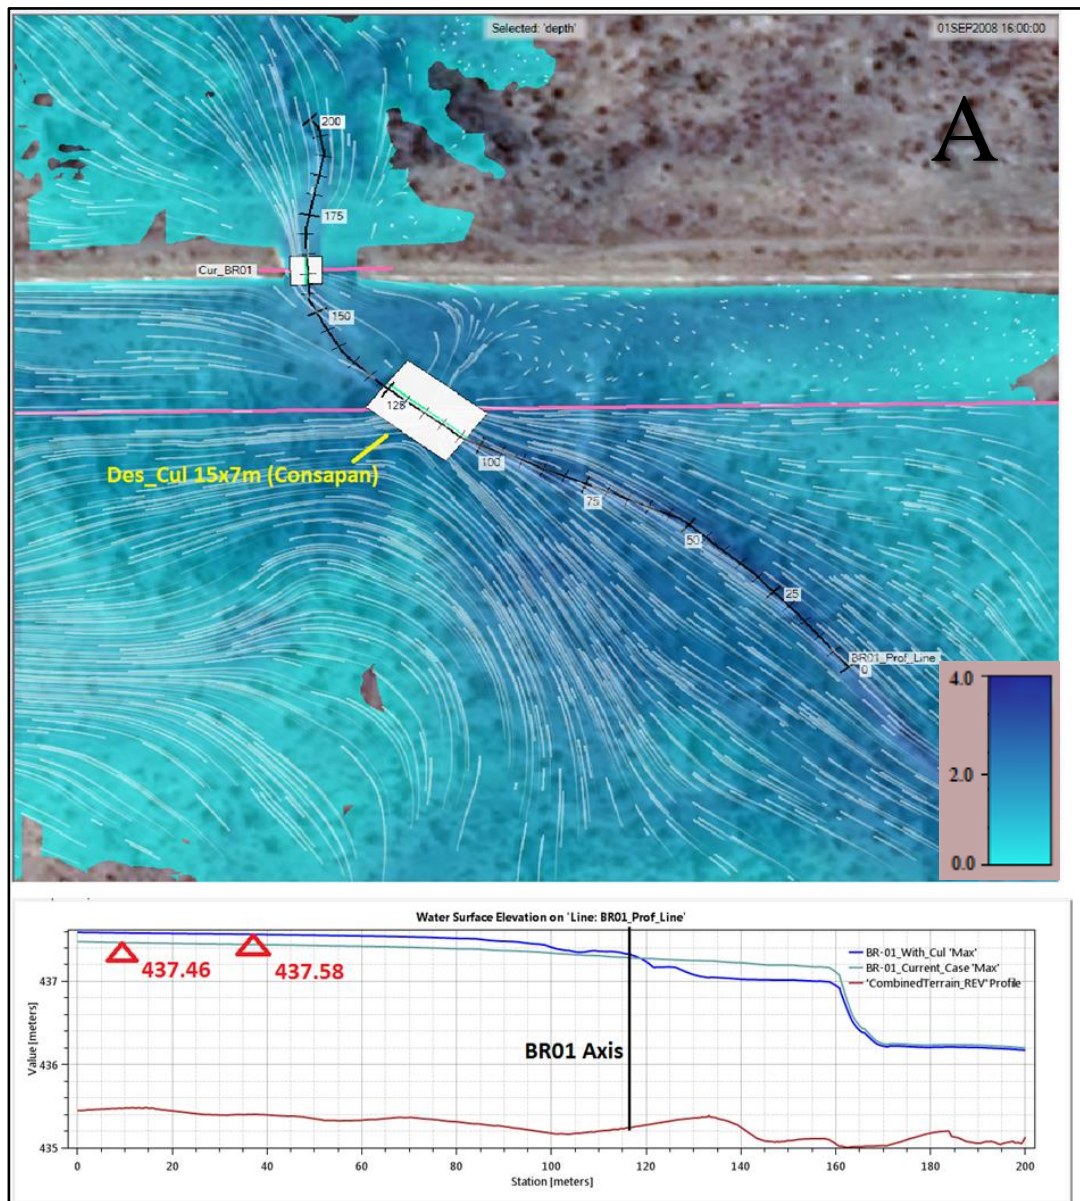 Selected: 'depth'
01SEP2008 16:00:00
A
200
175
Cur_BR01
150
125
Des_Cul 15x7m (Consapan)
100
75
50
25
BR01_Prof_Line
0
4.0
2.0
0.0
Water Surface Elevation on 'Line: BR01_Prof_Line'
BR-01_With_Cul 'Max'
BR-01_Current_Case 'Max'
'CombinedTerrain_REV' Profile
437.46
437.58
BR01 Axis
Value [meters]
437
436
435
0 20 40 60 80 100 120 140 160 180 200
Station [meters]